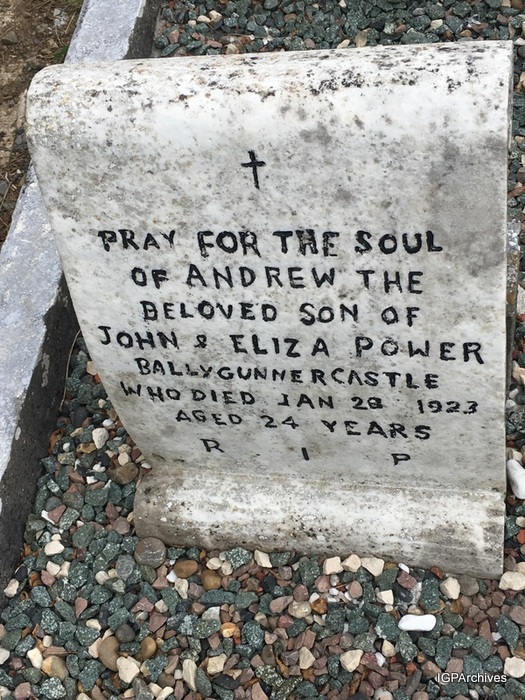 PRAY FOR THE SOUL
OF ANDREW THE
BELOVED SON OF
JOHN & ELIZA POWER
BALLYGUNNERCASTLE
WHO DIED JAN 28 1923
AGED 24 YEARS
R I P
IGPArchives